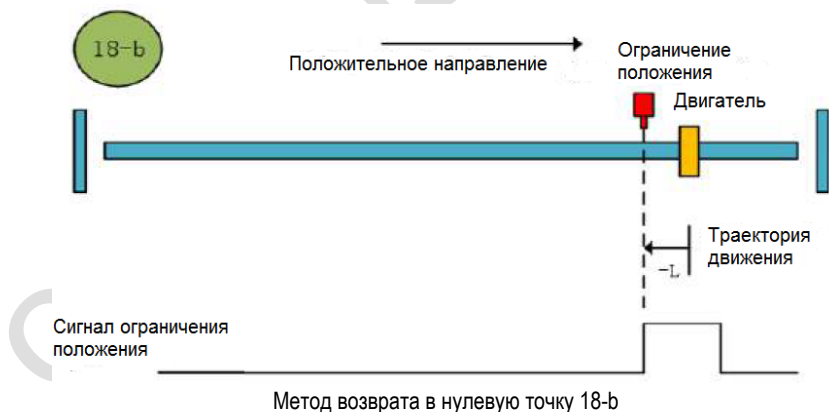 18-b
Положительное направление
Ограничение
положения
Двигатель
Траектория
движения
-L
Сигнал ограничения
положения
Метод возврата в нулевую точку 18-b